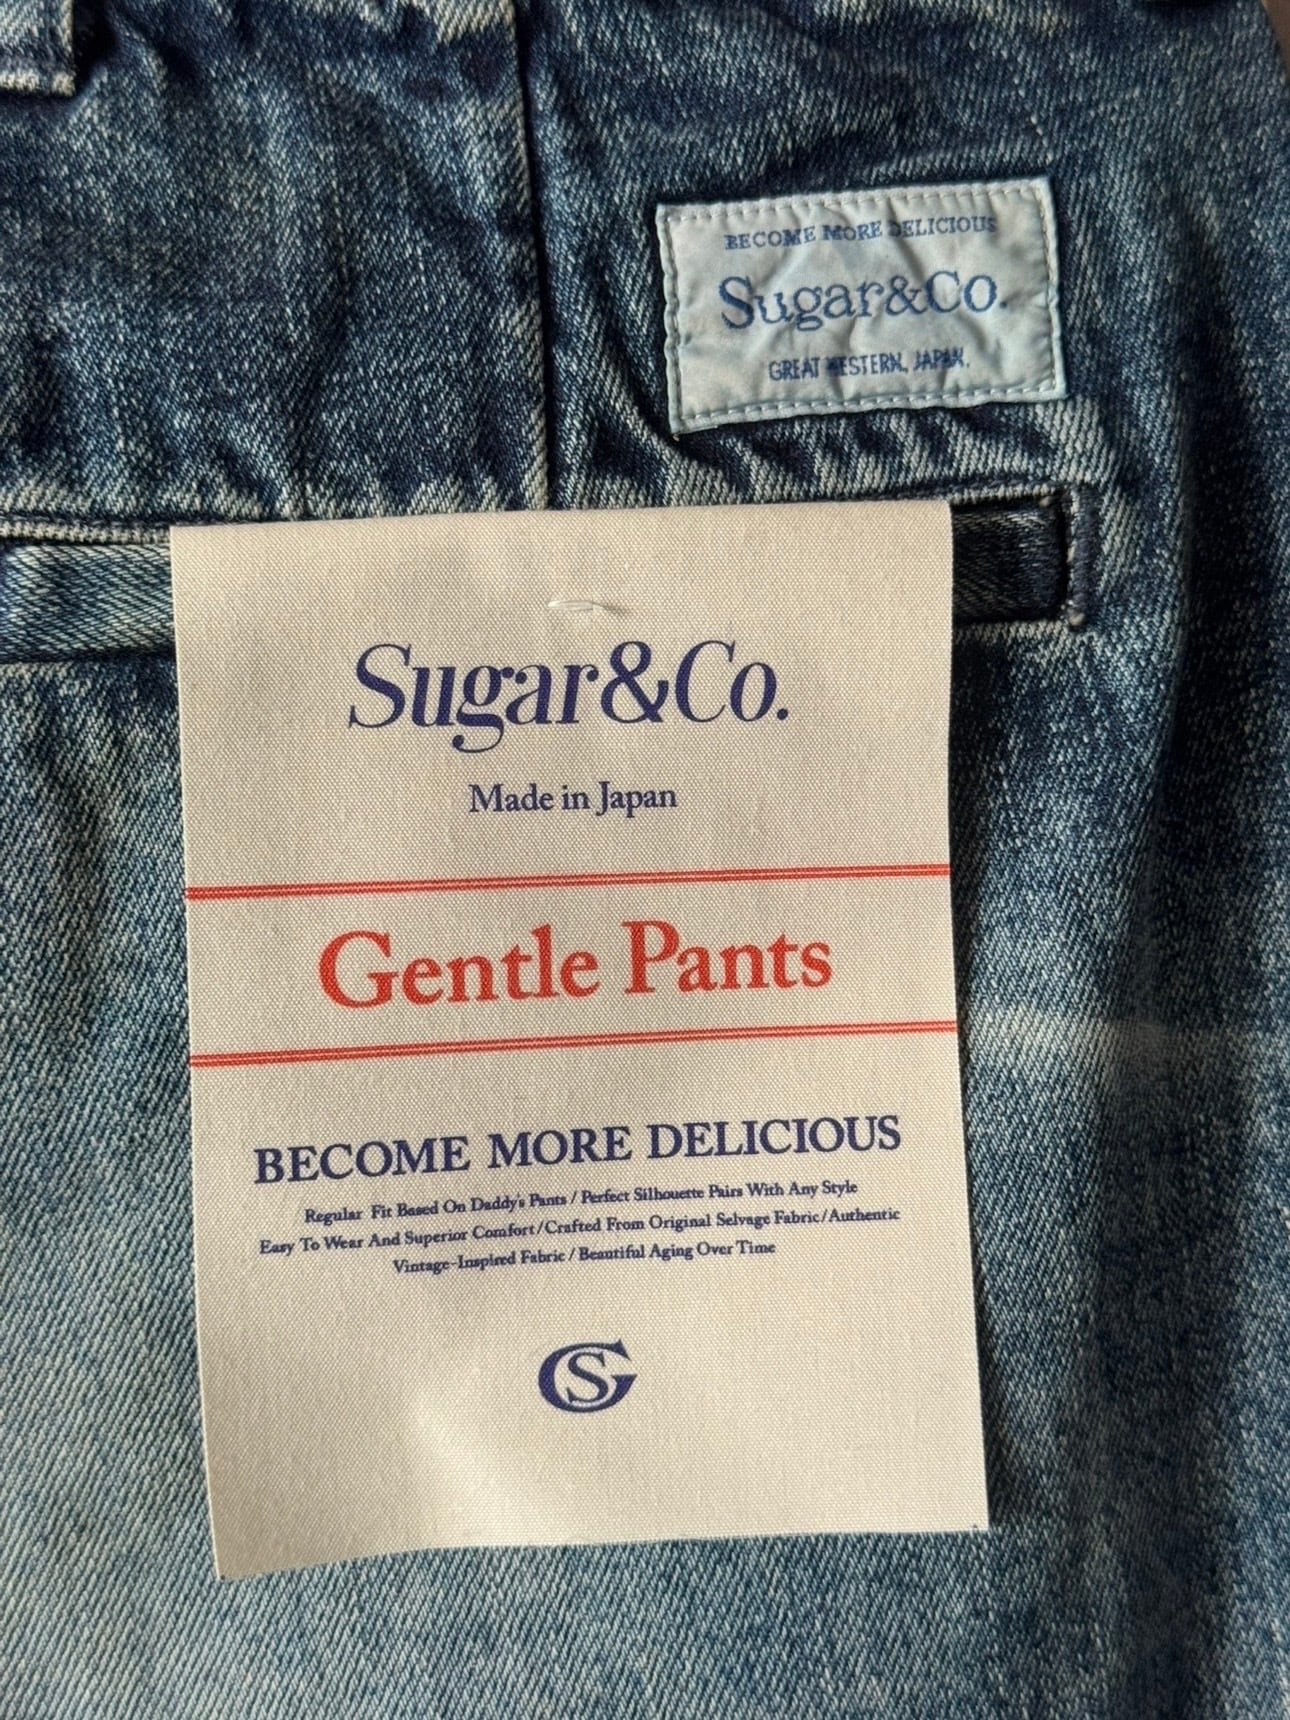 BECOME MORE DELICIOUS
Sugar&Co.
GREAT WESTERN, JAPAN.
Sugar&Co.
Made in Japan
Gentle Pants
BECOME MORE DELICIOUS
Regular Fit Based On Daddy's Pants / Perfect Silhouette Pairs With Any Style
Easy To Wear And Superior Comfort/Crafted From Original Selvage Fabric/Authentic
Vintage-Inspired Fabric / Beautiful Aging Over Time
GS